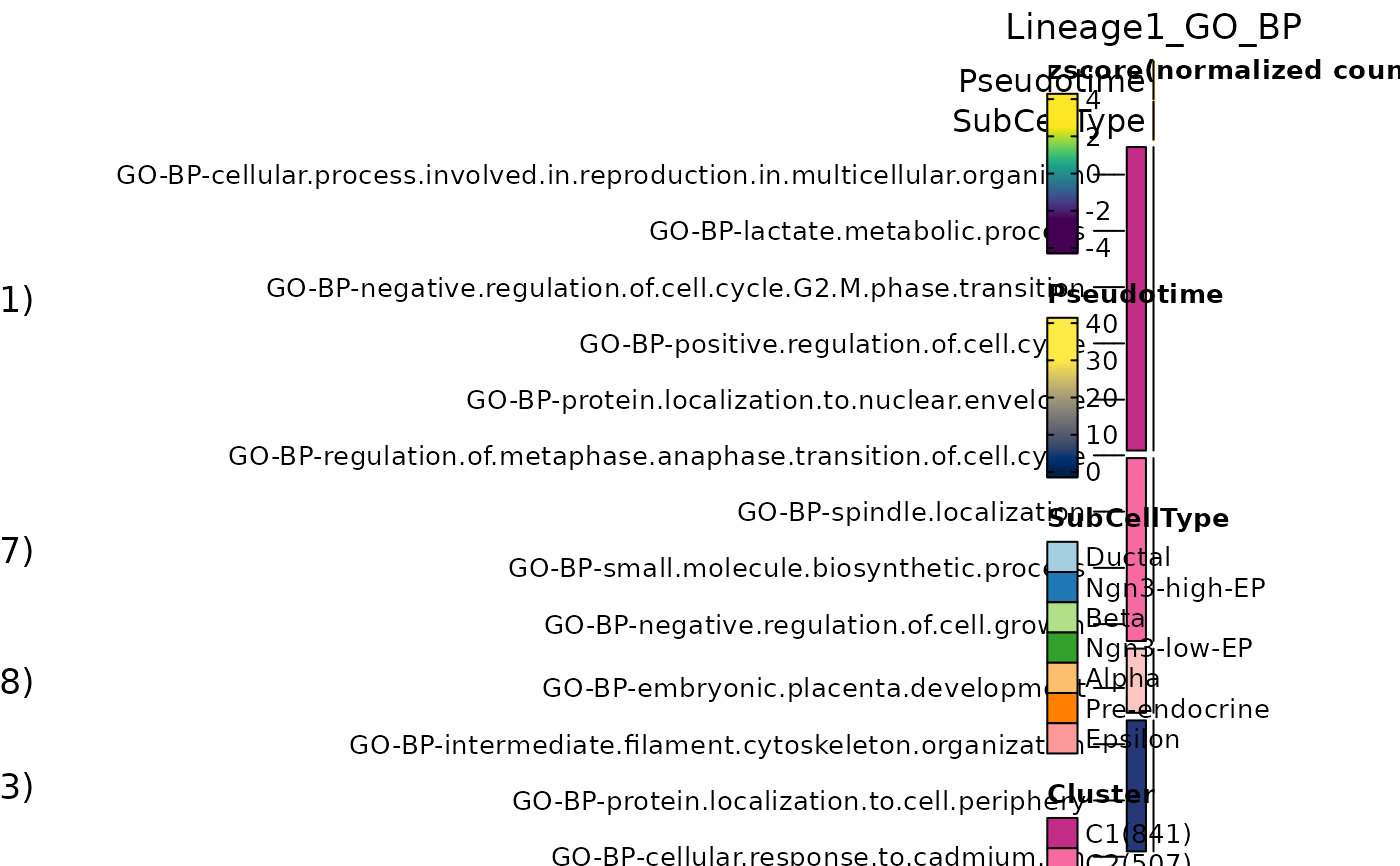 Lineage1_GO_BP
zscore(normalized coun
Pseudotime
SubCellType
4
2
0
-2
-4
GO-BP-cellular.process.involved.in.reproduction.in.multicellular.organism
GO-BP-lactate.metabolic.process
GO-BP-negative.regulation.of.cell.cycle.G2.M.phase.transition
1)
Pseudotime
40
30
20
10
0
GO-BP-positive.regulation.of.cell.cycle
GO-BP-protein.localization.to.nuclear.envelope
GO-BP-regulation.of.metaphase.anaphase.transition.of.cell.cycle
GO-BP-spindle.localization
SubCellType
7)
Ductal
Ngn3-high-EP
Beta
Ngn3-low-EP
Alpha
Pre-endocrine
Epsilon
GO-BP-small.molecule.biosynthetic.process
GO-BP-negative.regulation.of.cell.growth
8)
GO-BP-embryonic.placenta.development
GO-BP-intermediate.filament.cytoskeleton.organization
3)
GO-BP-protein.localization.to.cell.periphery
Cluster
C1(841)
C2(507)
GO-BP-cellular.response.to.cadmium.